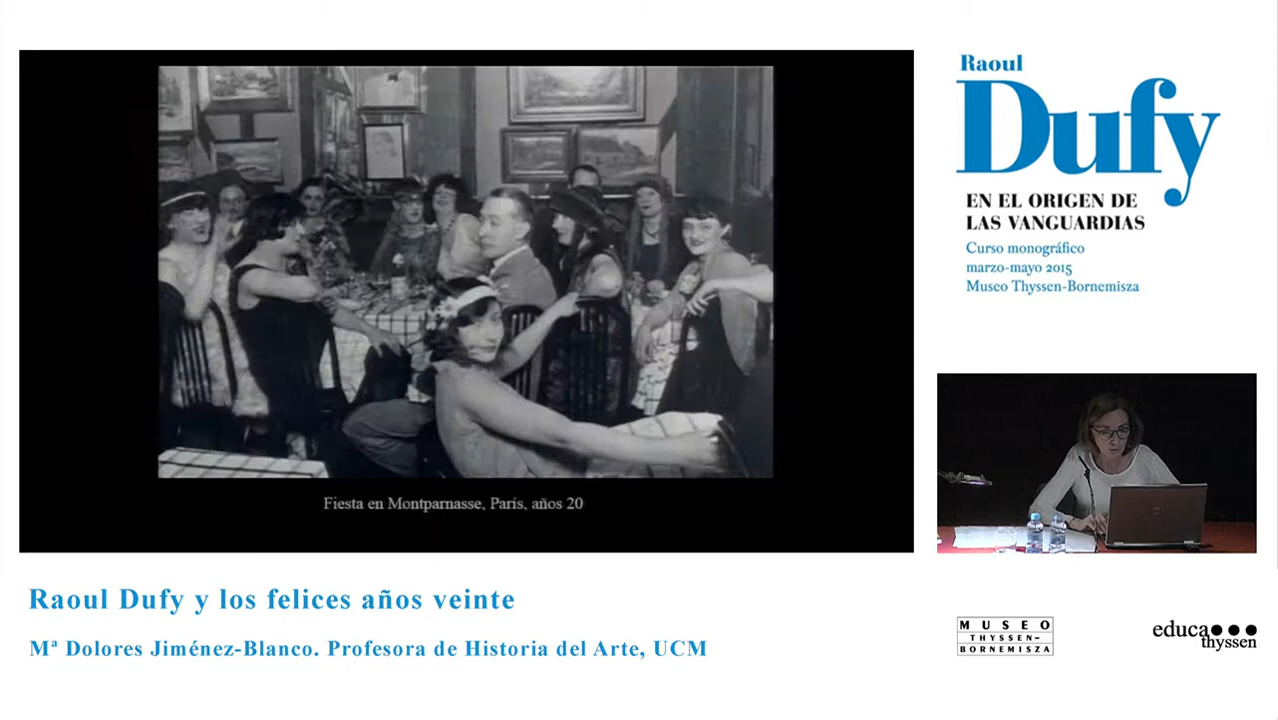 Raoul
Dufy
EN EL ORIGEN DE
LAS VANGUARDIAS
Curso monográfico
marzo-mayo 2015
Museo Thyssen-Bornemisza
Fiesta en Montparnasse, París, años 20
Raoul Dufy y los felices años veinte
Mª Dolores Jiménez-Blanco. Profesora de Historia del Arte, UCM
MUSEO
THYSSEN-
BORNEMISZA
educa
thyssen